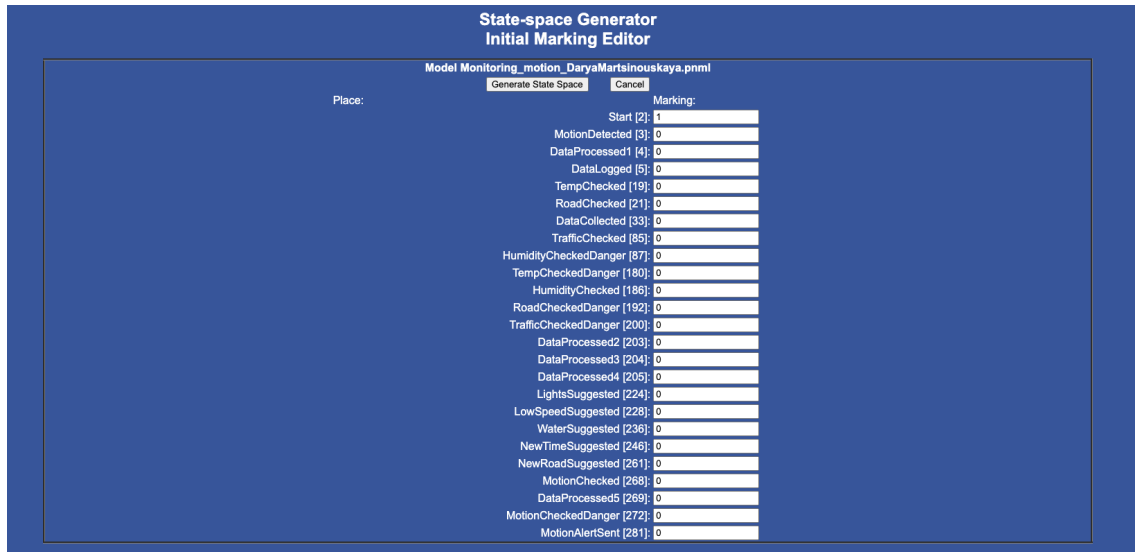 State-space Generator
Initial Marking Editor
Model Monitoring_motion_DaryaMartsinouskaya.pnml
Generate State Space Cancel
Place: Marking:
Start [2]: 1
MotionDetected [3]: 0
DataProcessed1 [4]: 0
DataLogged [5]: 0
TempChecked [19]: 0
RoadChecked [21]: 0
DataCollected [33]: 0
TrafficChecked [85]: 0
HumidityCheckedDanger [87]: 0
TempCheckedDanger [180]: 0
HumidityChecked [186]: 0
RoadCheckedDanger [192]: 0
TrafficCheckedDanger [200]: 0
DataProcessed2 [203]: 0
DataProcessed3 [204]: 0
DataProcessed4 [205]: 0
LightsSuggested [224]: 0
LowSpeedSuggested [228]: 0
WaterSuggested [236]: 0
NewTimeSuggested [246]: 0
NewRoadSuggested [261]: 0
MotionChecked [268]: 0
DataProcessed5 [269]: 0
MotionCheckedDanger [272]: 0
MotionAlertSent [281]: 0